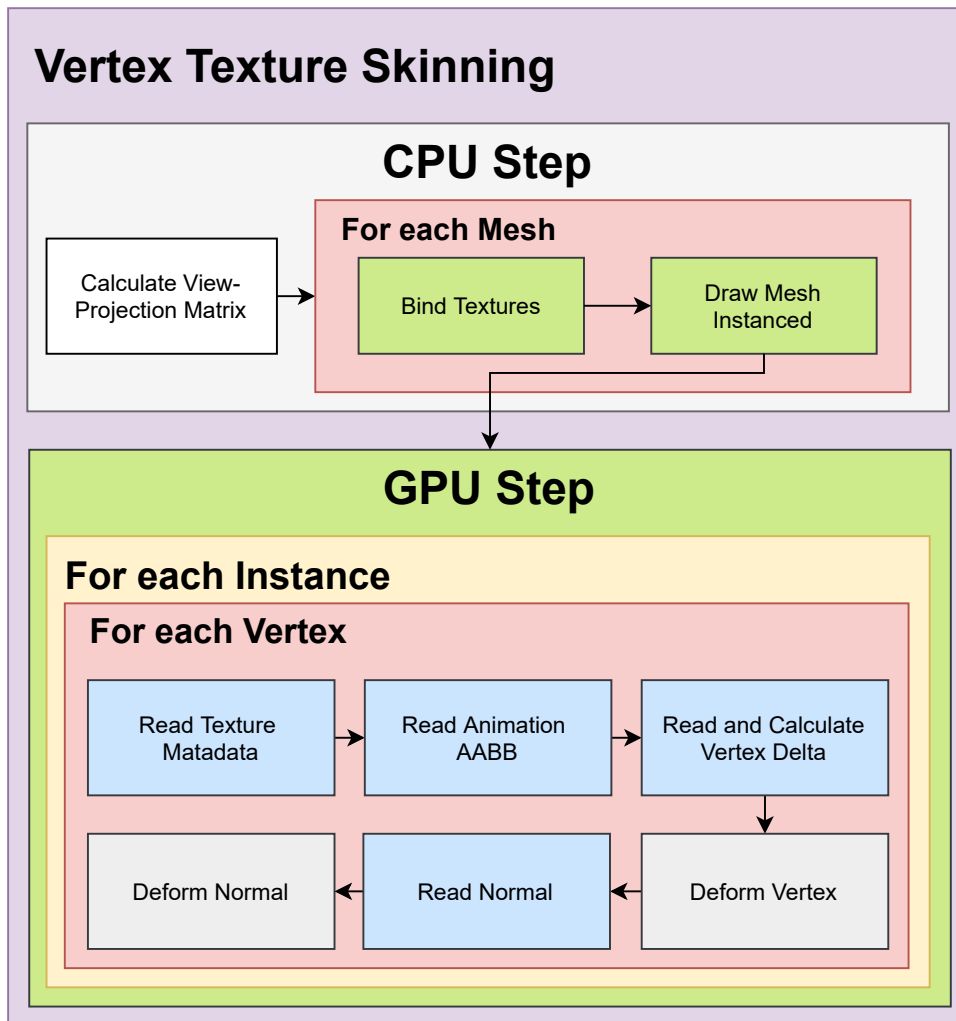 Vertex Texture Skinning
CPU Step
For each Mesh
Calculate View-
Projection Matrix
Bind Textures
Draw Mesh
Instanced
GPU Step
For each Instance
For each Vertex
Read Texture
Matadata
Read Animation
AABB
Read and Calculate
Vertex Delta
Deform Normal
Read Normal
Deform Vertex